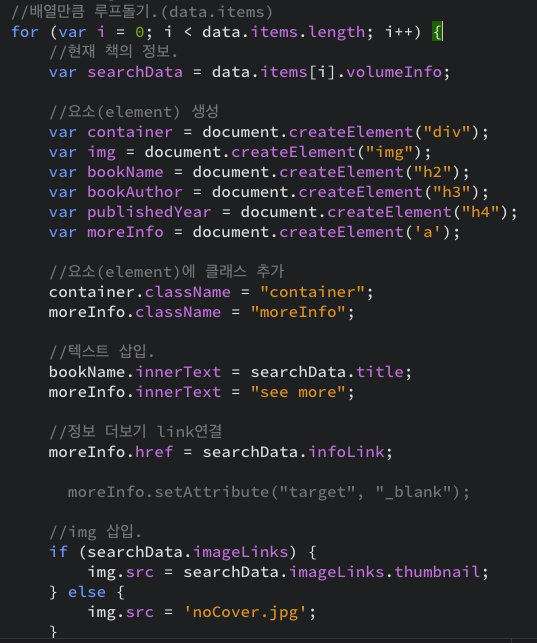 //배열만큼 루프돌기.(data.items)
for (var i = 0; i < data.items.length; i++) {
    //현재 책의 정보.
    var searchData = data.items[i].volumeInfo;

    //요소(element) 생성
    var container = document.createElement("div");
    var img = document.createElement("img");
    var bookName = document.createElement("h2");
    var bookAuthor = document.createElement("h3");
    var publishedYear = document.createElement("h4");
    var moreInfo = document.createElement('a');

    //요소(element)에 클래스 추가
    container.className = "container";
    moreInfo.className = "moreInfo";

    //텍스트 삽입.
    bookName.innerText = searchData.title;
    moreInfo.innerText = "see more";

    //정보 더보기 link연결
    moreInfo.href = searchData.infoLink;

      moreInfo.setAttribute("target", "_blank");

    //img 삽입.
    if (searchData.imageLinks) {
        img.src = searchData.imageLinks.thumbnail;
    } else {
        img.src = 'noCover.jpg';
    }